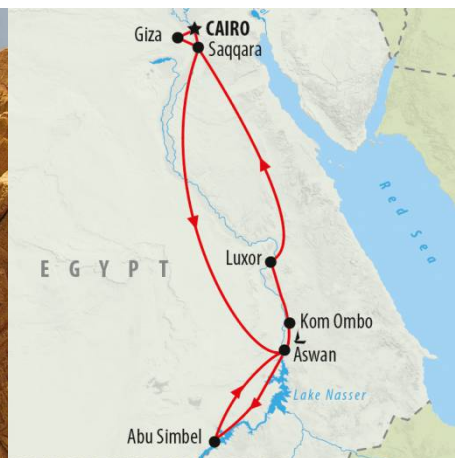 Giza
CAIRO
Saqqara
Red Sea
EGYPT
Luxor
Kom Ombo
Aswan
Lake Nasser
Abu Simbel